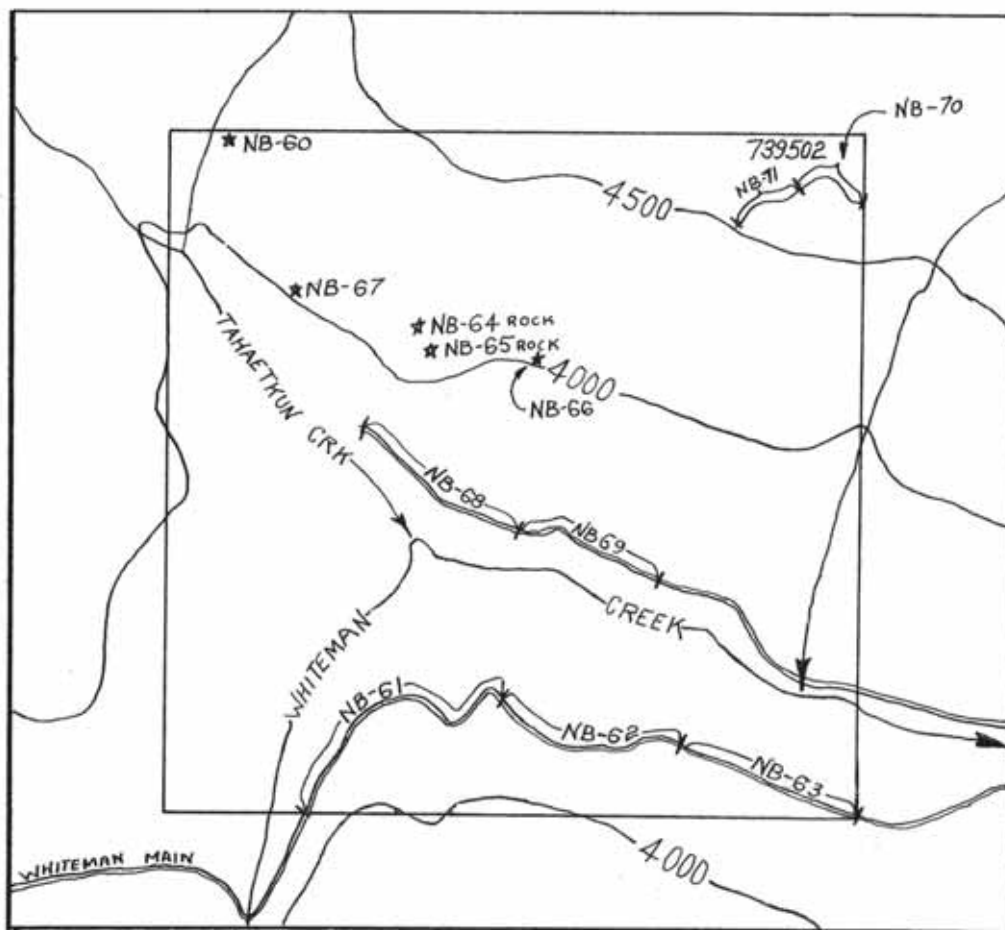 NB-70
NB-60
739502
NB-71
4500
NB-67
NB-64 ROCK
NB-65 ROCK
4000
NB-66
TAHAETKUN CRK
NB-68
NB69
CREEK
WHITEMAN
NB-61
NB-62
NB-63
4000
WHITEMAN MAIN